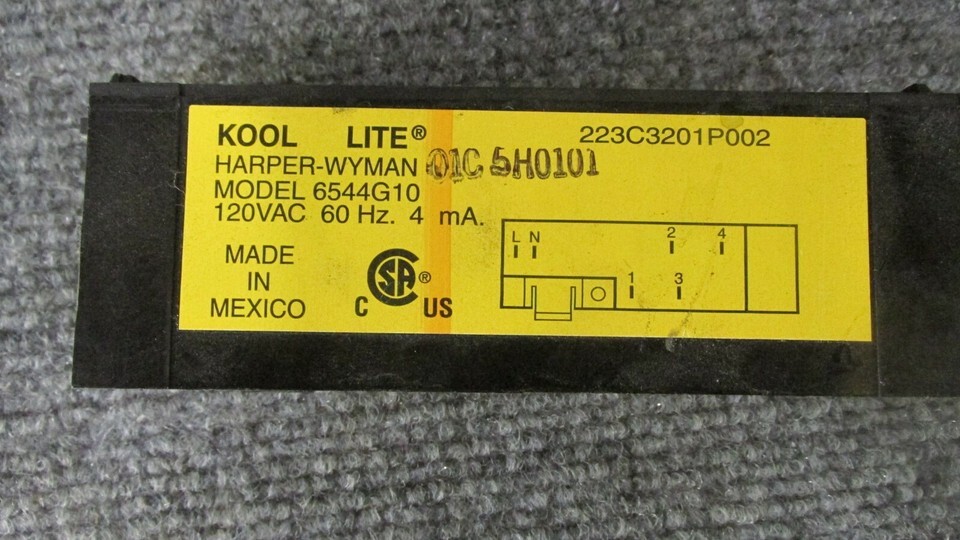 KOOL LITE® 223C3201P002
HARPER-WYMAN 01C 5H0101
MODEL 6544G10
120VAC 60 Hz. 4 mA.
MADE
IN
MEXICO
C SA® US
L N 2 4
1 3